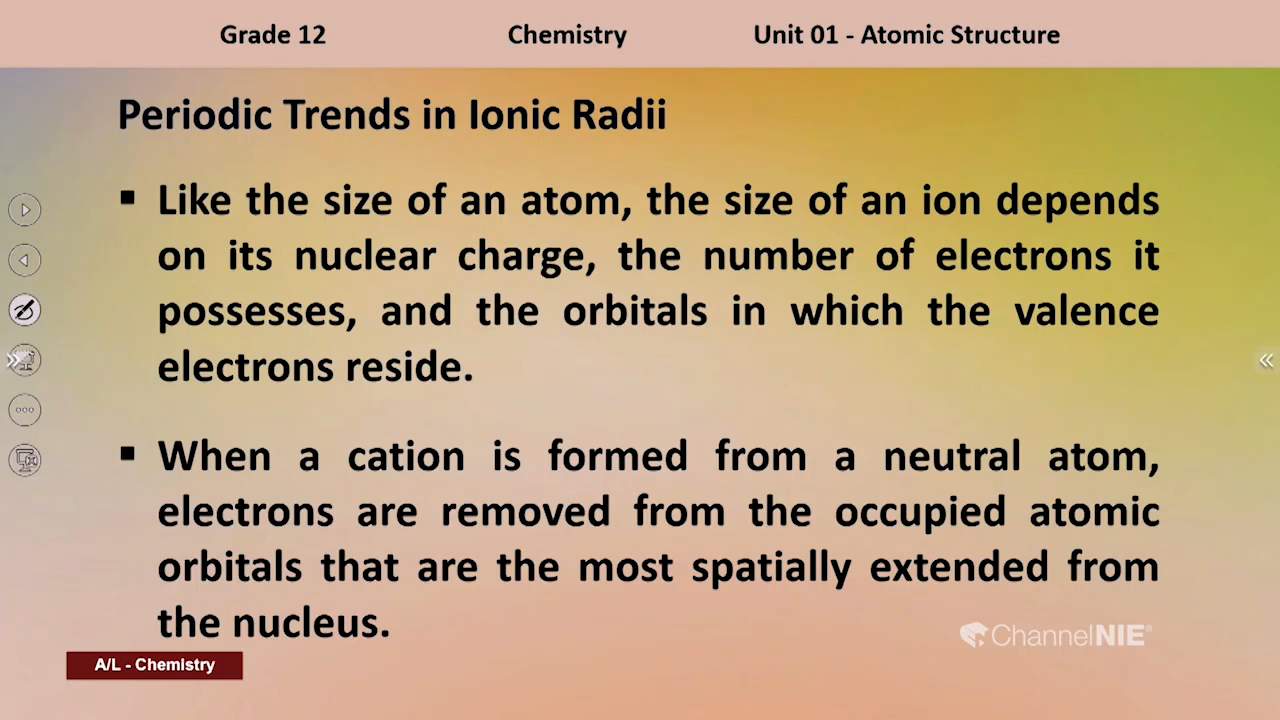 Grade 12 Chemistry Unit 01 - Atomic Structure
Periodic Trends in Ionic Radii
▪ Like the size of an atom, the size of an ion depends
on its nuclear charge, the number of electrons it
possesses, and the orbitals in which the valence
electrons reside.
▪ When a cation is formed from a neutral atom,
electrons are removed from the occupied atomic
orbitals that are the most spatially extended from
the nucleus.
ChannelNIE®
A/L - Chemistry